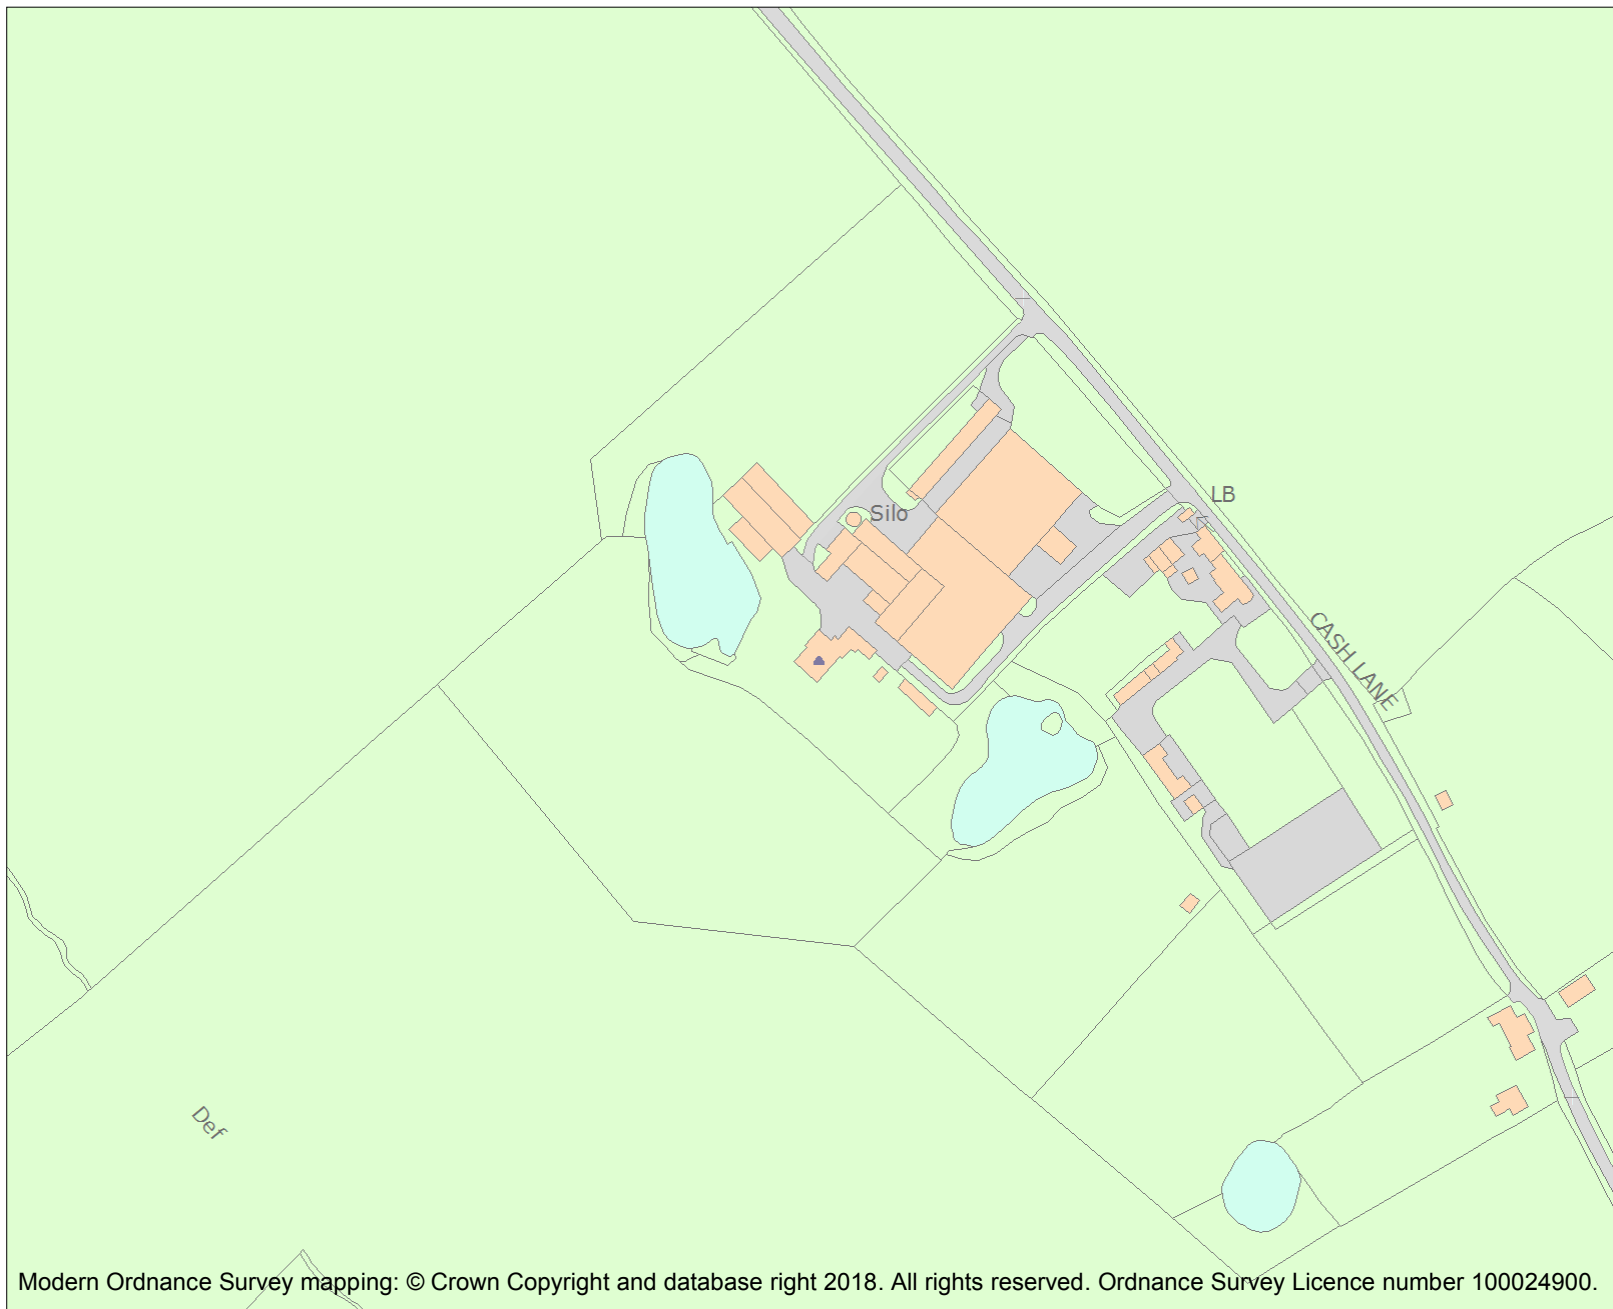 LB
Silo
CASH LANE
Def
Modern Ordnance Survey mapping: © Crown Copyright and database right 2018. All rights reserved. Ordnance Survey Licence number 100024900.